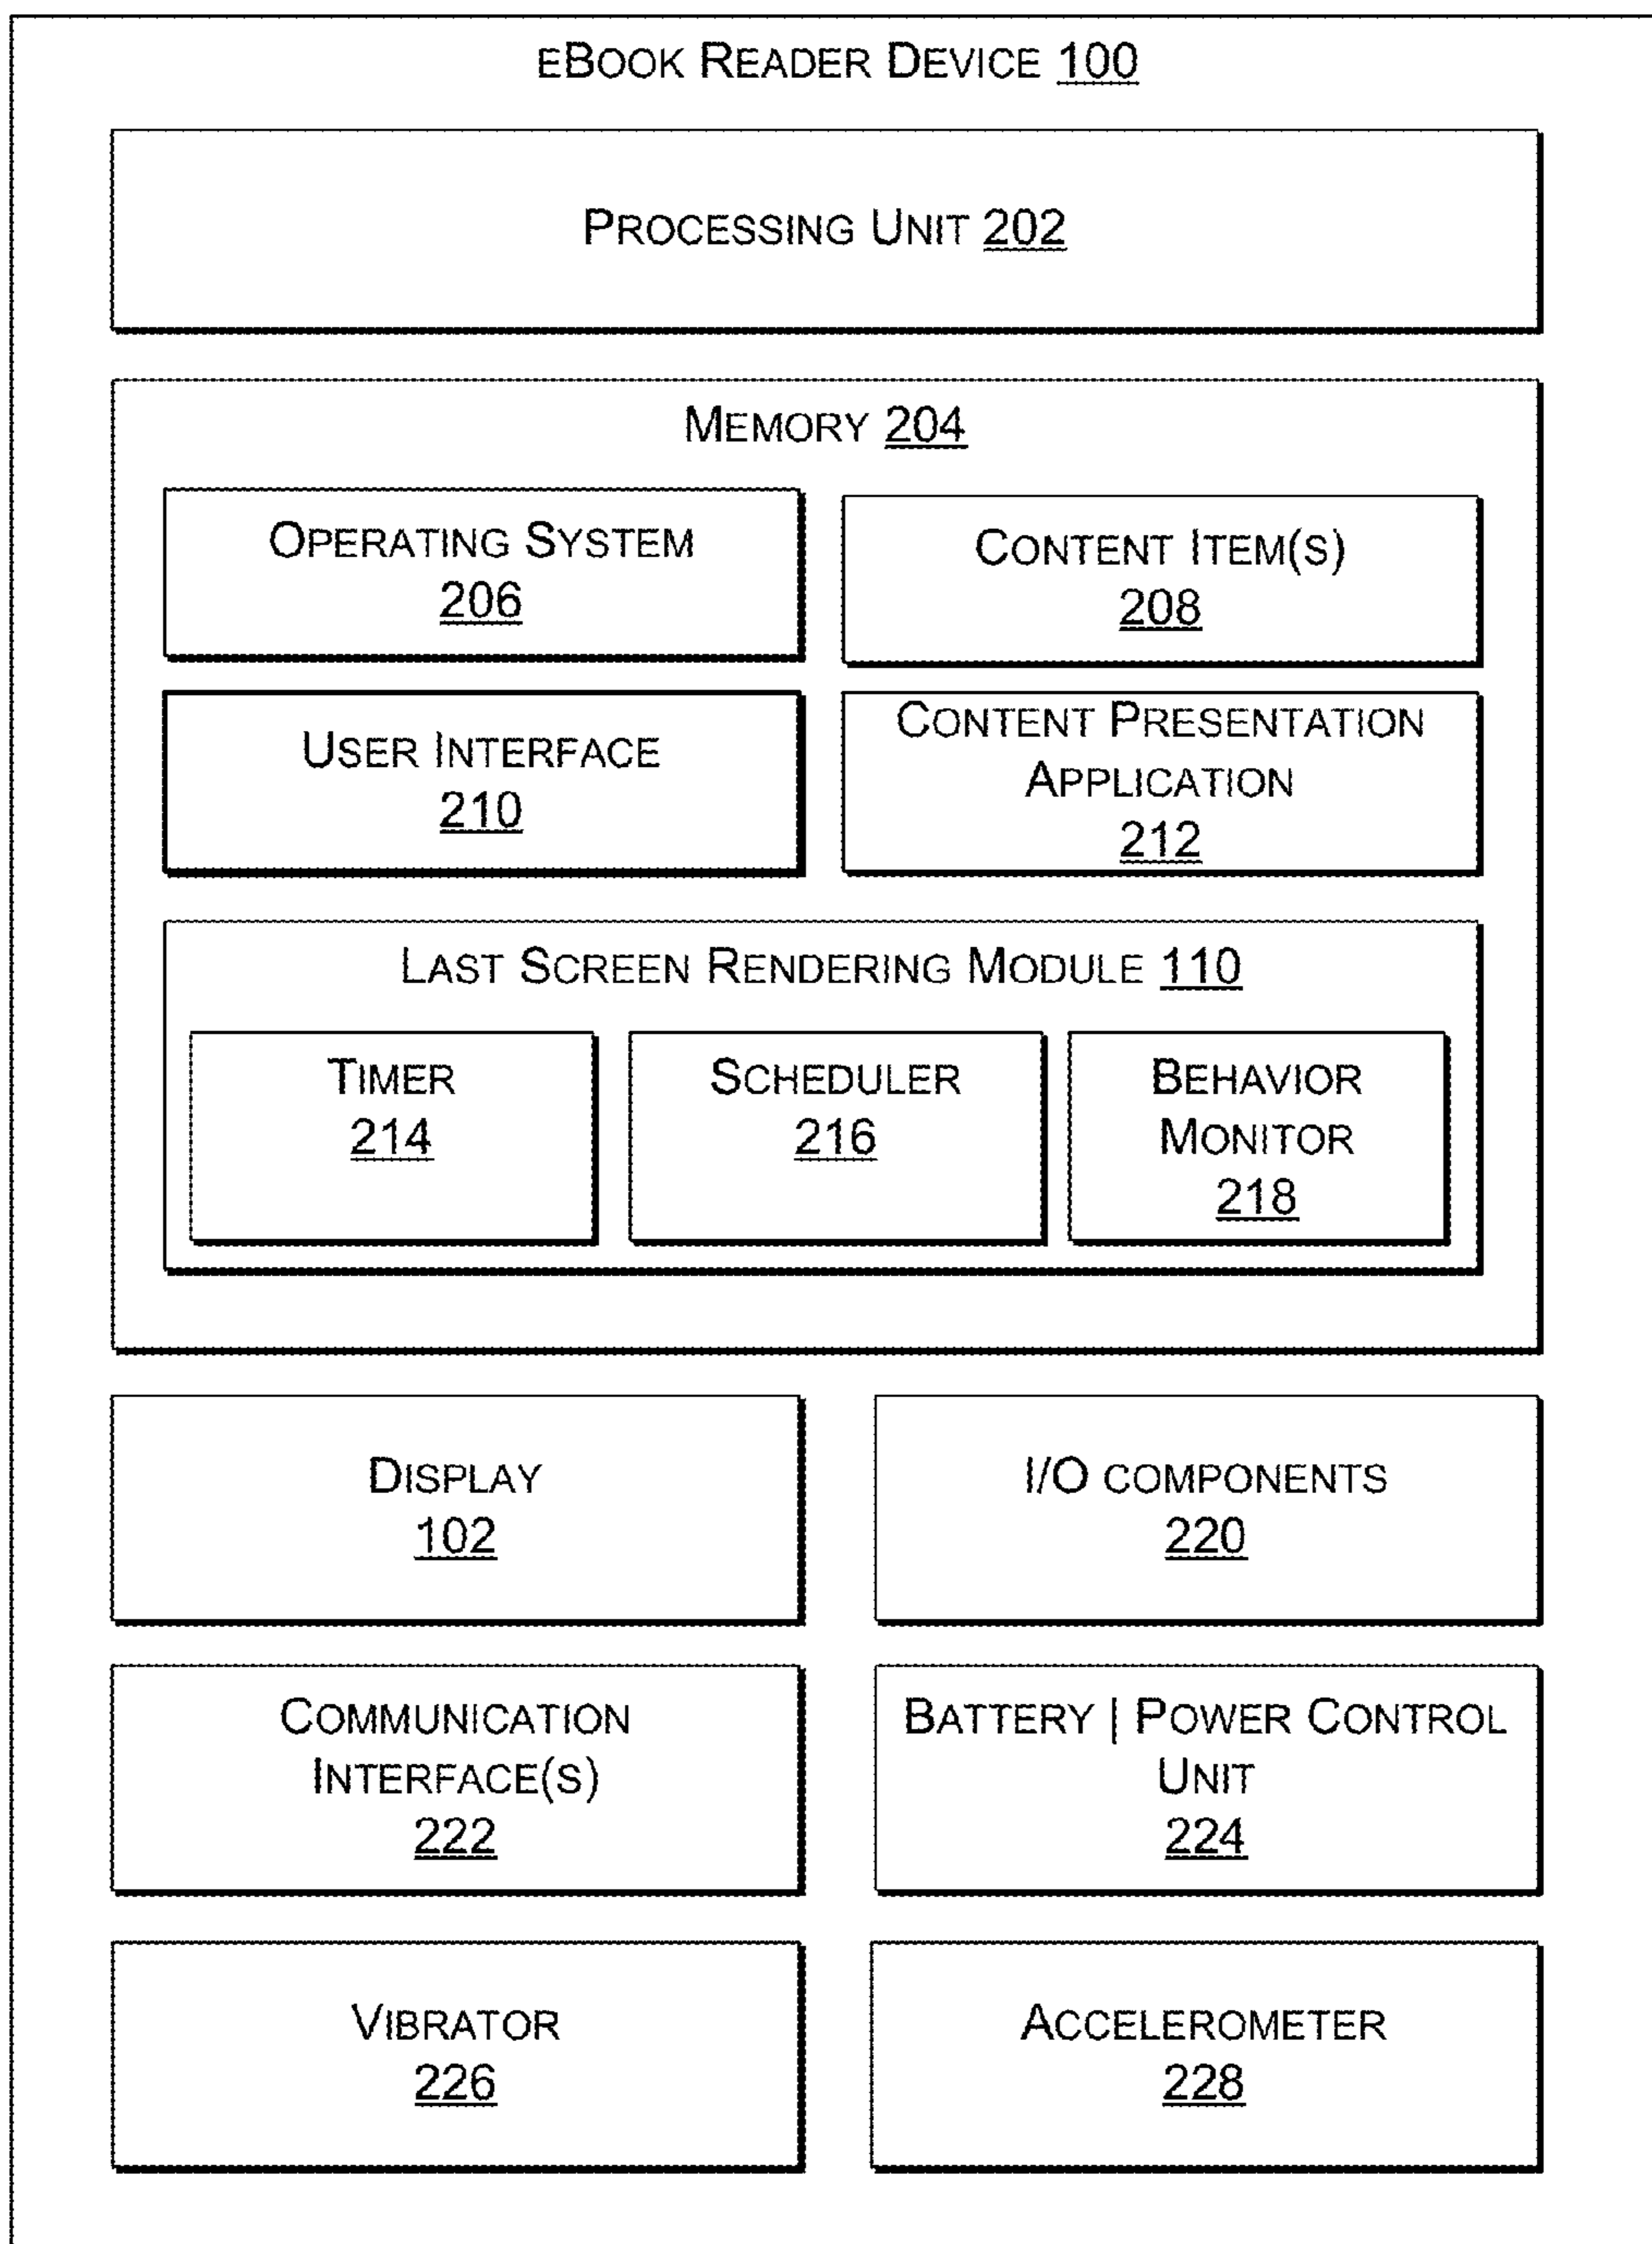 eBook Reader Device 100
Processing Unit 202
Memory 204
Operating System
206
Content Item(s)
208
User Interface
210
Content Presentation
Application
212
Last Screen Rendering Module 110
Timer
214
Scheduler
216
Behavior
Monitor
218
Display
102
I/O components
220
Communication
Interface(s)
222
Battery | Power Control
Unit
224
Vibrator
226
Accelerometer
228